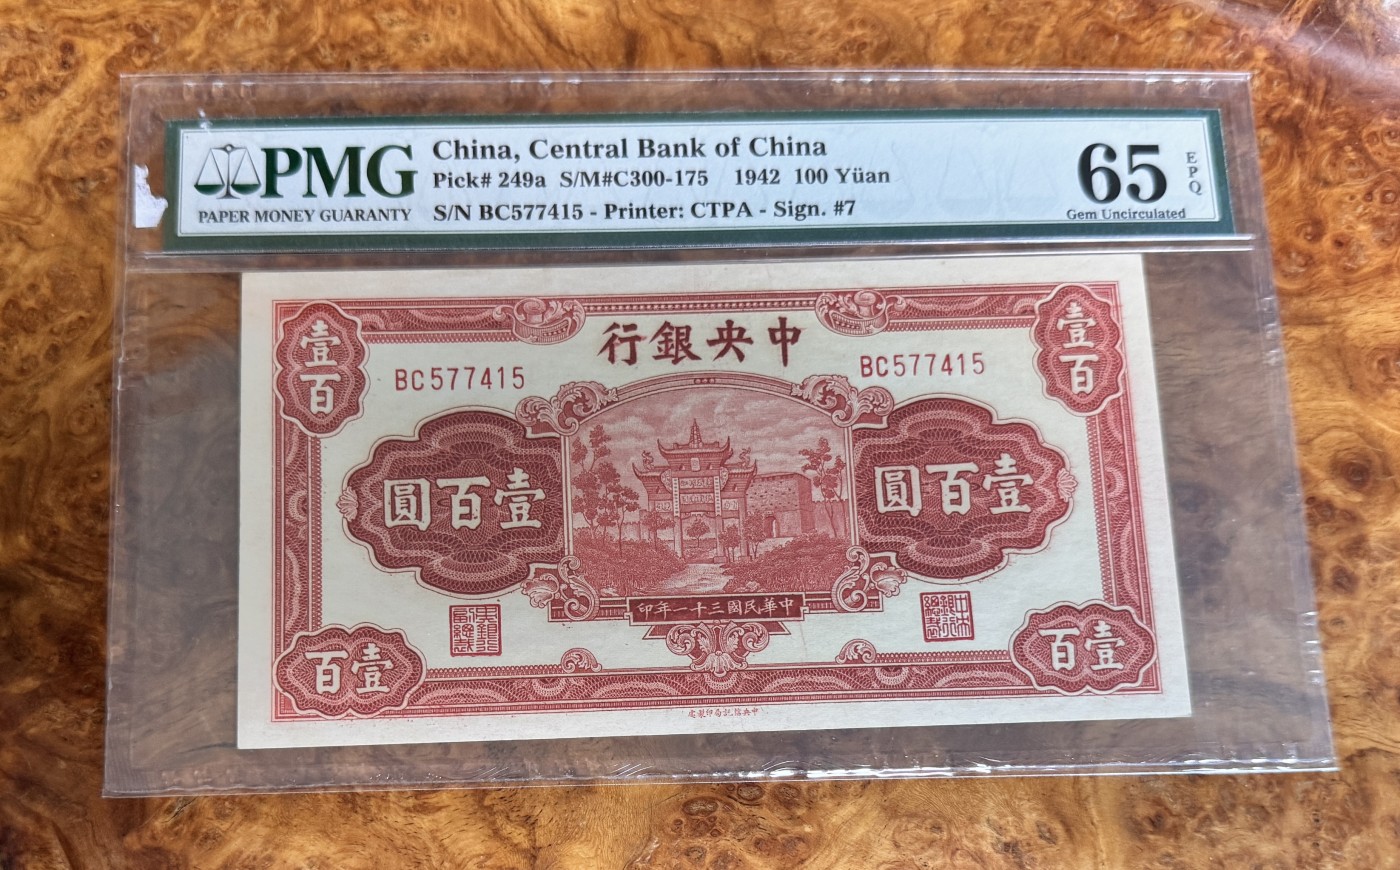 PMG
PAPER MONEY GUARANTY
China, Central Bank of China
Pick# 249a S/M#C300-175 1942 100 Yüan
S/N BC577415 - Printer: CTPA - Sign. #7
65
EPQ
Gem Uncirculated
壹百
行銀央中
壹百
BC577415
BC577415
圓百壹
圓百壹
印年一十三國民華中
百壹
百壹